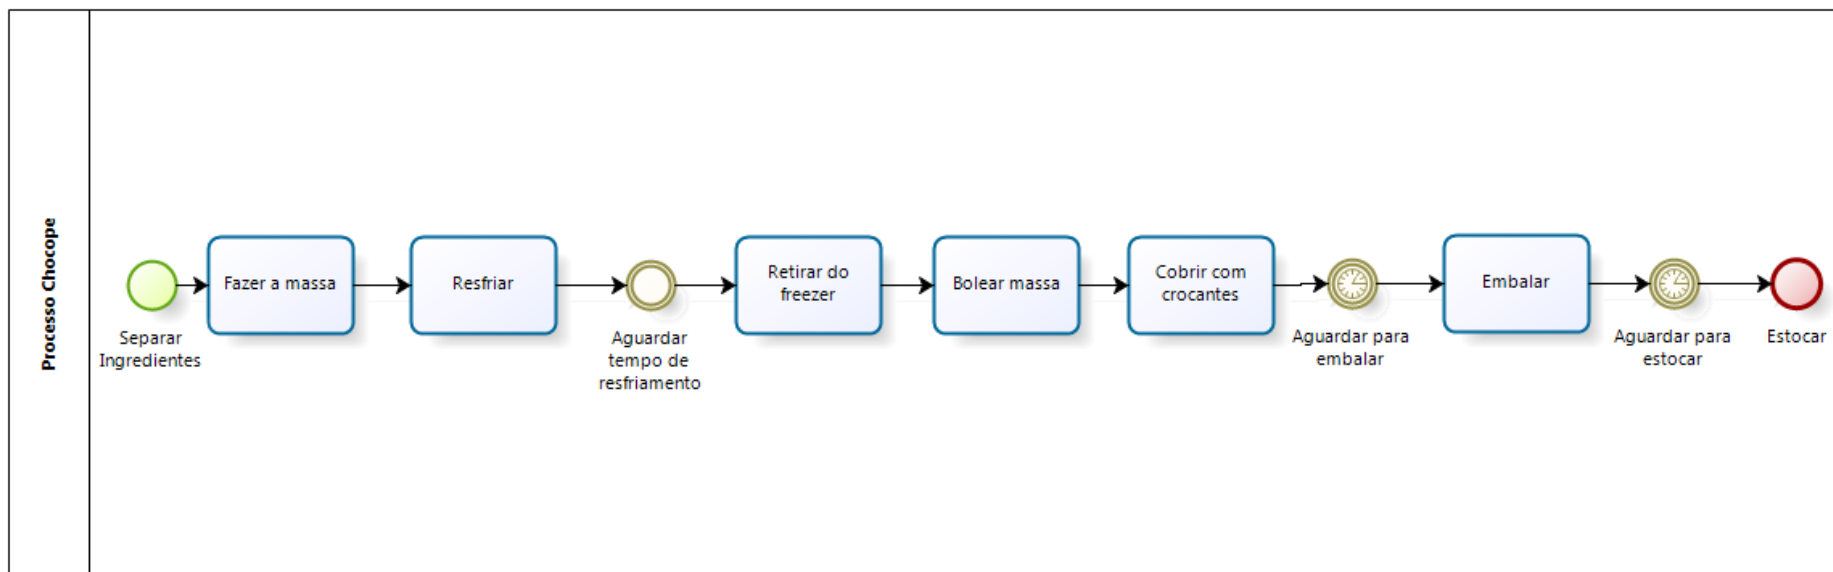 Processo Chocope
Separar
Ingredientes
Fazer a massa
Resfriar
Aguardar
tempo de
resfriamento
Retirar do
freezer
Bolear massa
Cobrir com
crocantes
Aguardar para
embalar
Embalar
Aguardar para
estocar
Estocar